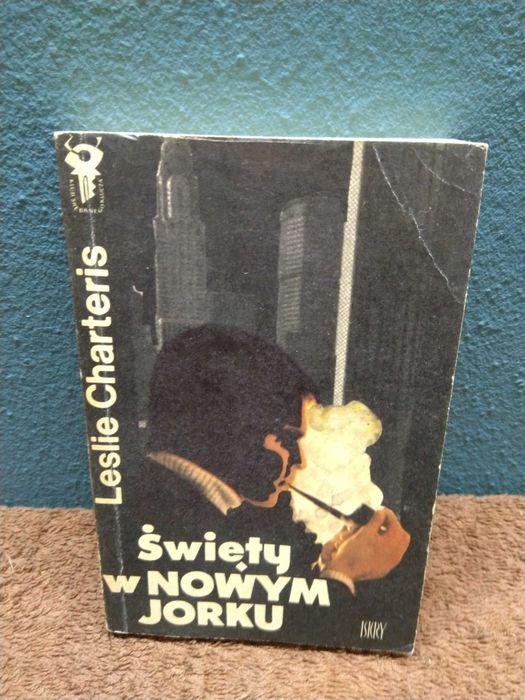 Leslie Charteris
Święty
w NOWYM
JORKU
ISKRY